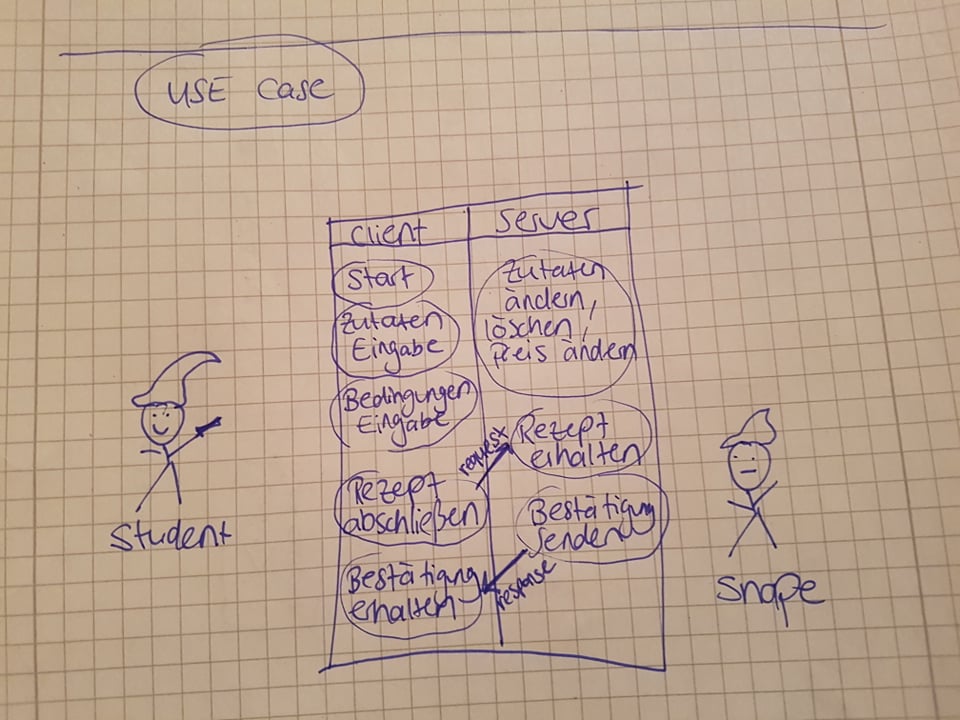 USE Case
client
Server
Start
Zutaten
Eingabe
Bedingungen
Eingabe
Rezept
abschließen
Bestätigung
erhalten
Zutaten
ändern,
löschen,
Preis ändern
request
Rezept
erhalten
Bestätigung
senden
response
Student
Snape